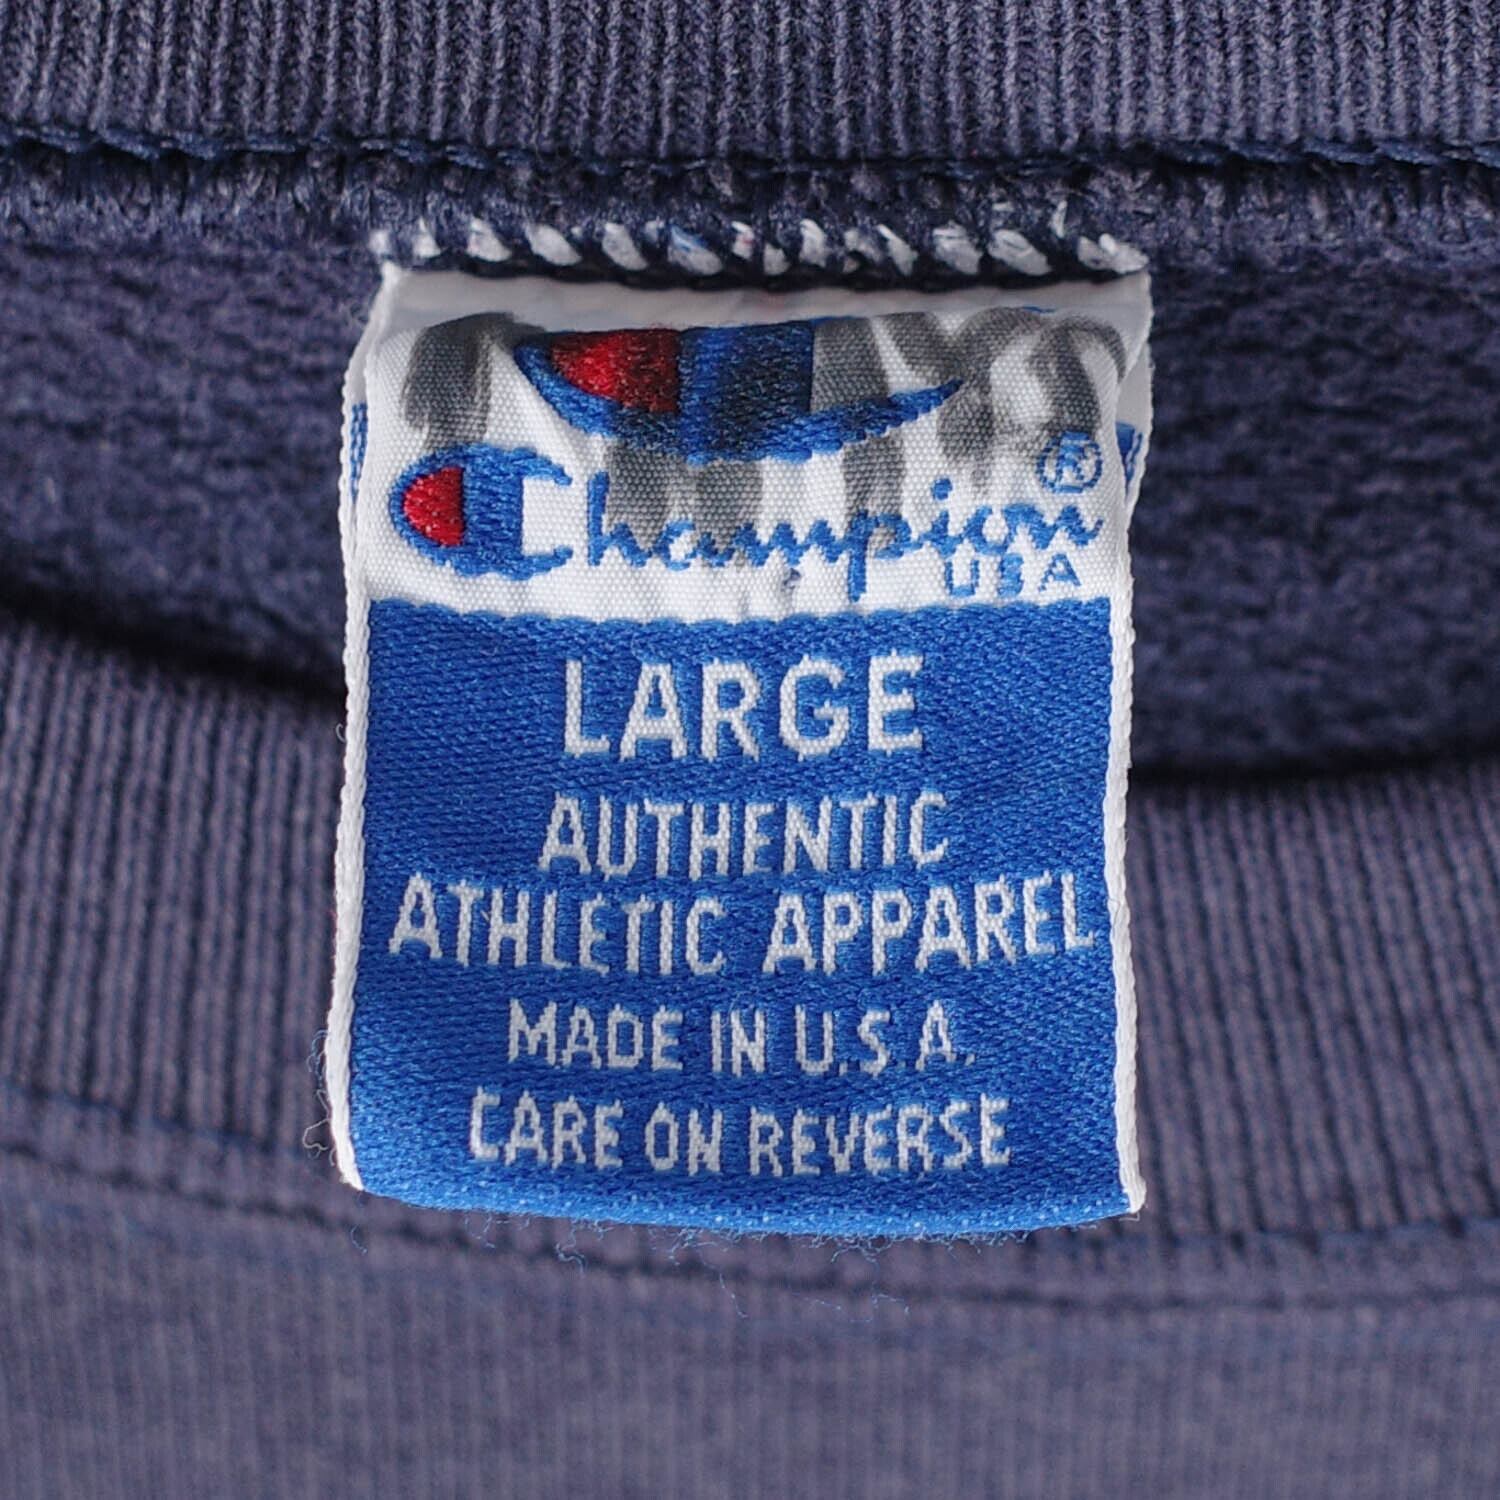 Champion®
USA
LARGE
AUTHENTIC
ATHLETIC APPAREL
MADE IN U.S.A.
CARE ON REVERSE